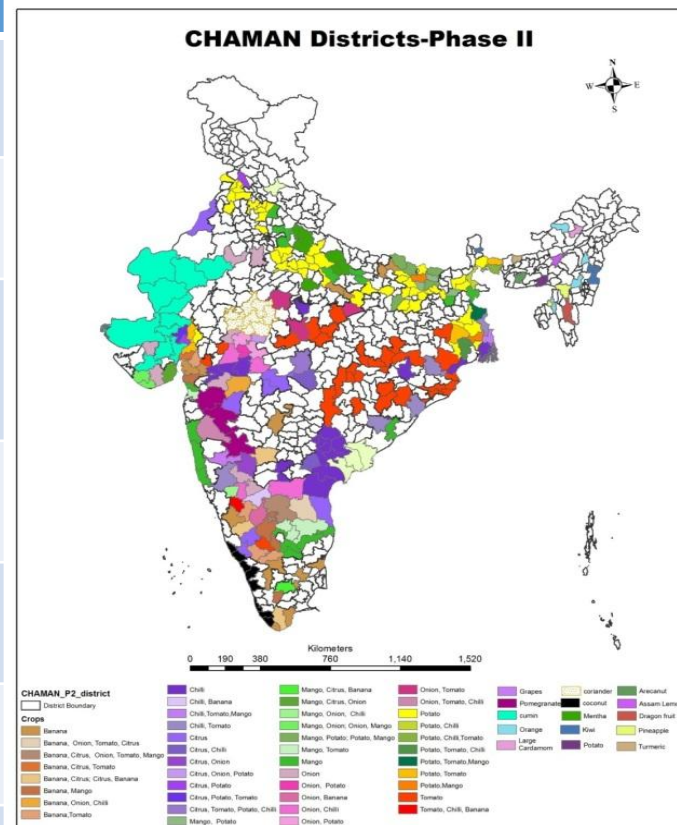 CHAMAN Districts-Phase II
N
W E
S
Kilometers
0 190 380 760 1,140 1,520
CHAMAN_P2_district
District Boundary
Crops
Banana
Banana, Onion, Tomato, Citrus
Banana, Citrus, Onion, Tomato, Mango
Banana, Citrus, Tomato
Banana, Citrus; Citrus, Banana
Banana, Mango
Banana, Onion, Chilli
Banana,Tomato
Chilli
Chilli, Banana
Chilli,Tomato,Mango
Chilli, Tomato
Citrus
Citrus, Chilli
Citrus, Onion
Citrus, Onion, Potato
Citrus, Potato
Citrus, Potato, Tomato
Citrus, Tomato, Potato, Chilli
Mango, Potato
Mango, Citrus, Banana
Mango, Citrus, Onion
Mango, Onion, Chilli
Mango, Onion; Onion, Mango
Mango, Potato; Potato, Mango
Mango, Tomato
Mango
Onion
Onion, Potato
Onion, Banana
Onion, Chilli
Onion, Potato
Onion, Tomato
Onion, Tomato, Chilli
Potato
Potato, Chilli
Potato, Chilli,Tomato
Potato, Tomato, Chilli
Potato, Tomato,Mango
Potato, Tomato
Potato,Mango
Tomato
Tomato, Chilli, Banana
Grapes
Pomegranate
cumin
Orange
Large
Cardamom
coriander
coconut
Mentha
Kiwi
Potato
Arecanut
Assam Lemo
Dragon fruit
Pineapple
Turmeric